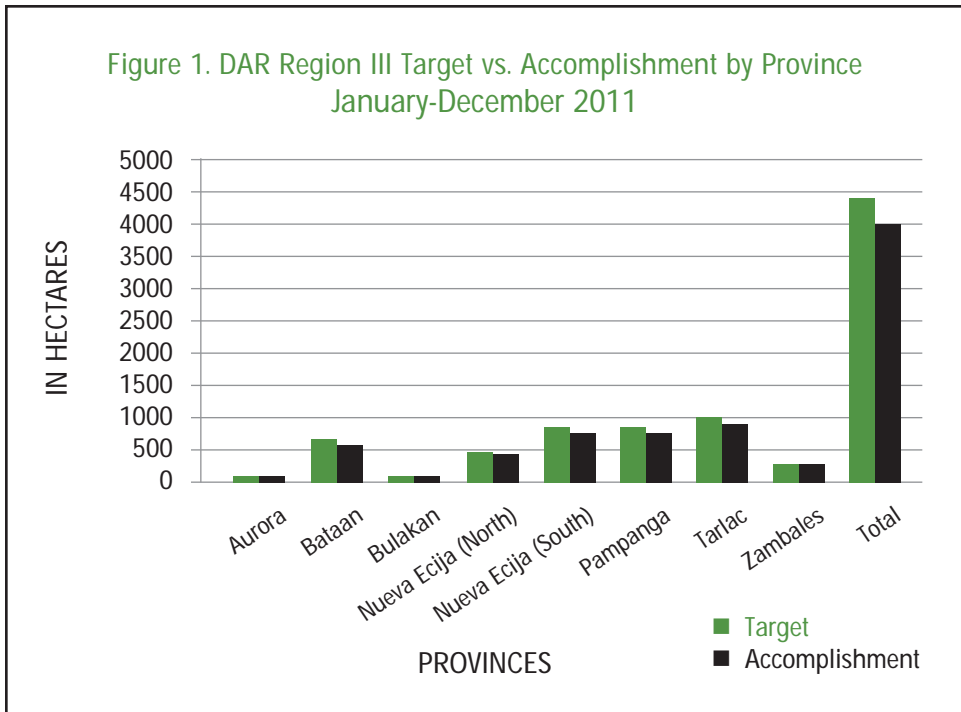 Figure 1. DAR Region III Target vs. Accomplishment by Province
January-December 2011
IN HECTARES
5000
4500
4000
3500
3000
2500
2000
1500
1000
500
0
Aurora
Bataan
Bulakan
Nueva Ecija (North)
Nueva Ecija (South)
Pampanga
Tarlac
Zambales
Total
PROVINCES
Target
Accomplishment